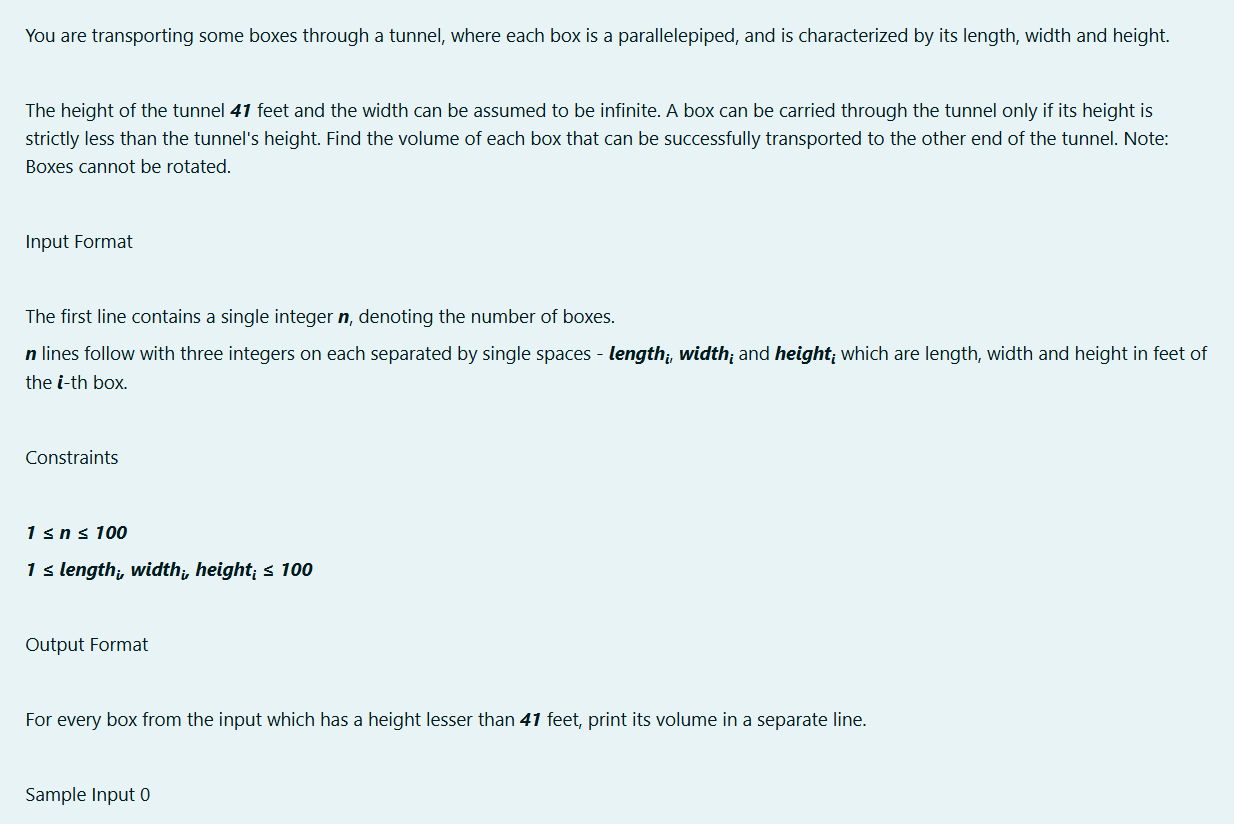 You are transporting some boxes through a tunnel, where each box is a parallelepiped, and is characterized by its length, width and height.
The height of the tunnel 41 feet and the width can be assumed to be infinite. A box can be carried through the tunnel only if its height is
strictly less than the tunnel's height. Find the volume of each box that can be successfully transported to the other end of the tunnel. Note:
Boxes cannot be rotated.
Input Format
The first line contains a single integer n, denoting the number of boxes.
n lines follow with three integers on each separated by single spaces - lengthᵢ, widthᵢ and heightᵢ which are length, width and height in feet of
the i-th box.
Constraints
1 ≤ n ≤ 100
1 ≤ lengthᵢ, widthᵢ, heightᵢ ≤ 100
Output Format
For every box from the input which has a height lesser than 41 feet, print its volume in a separate line.
Sample Input 0